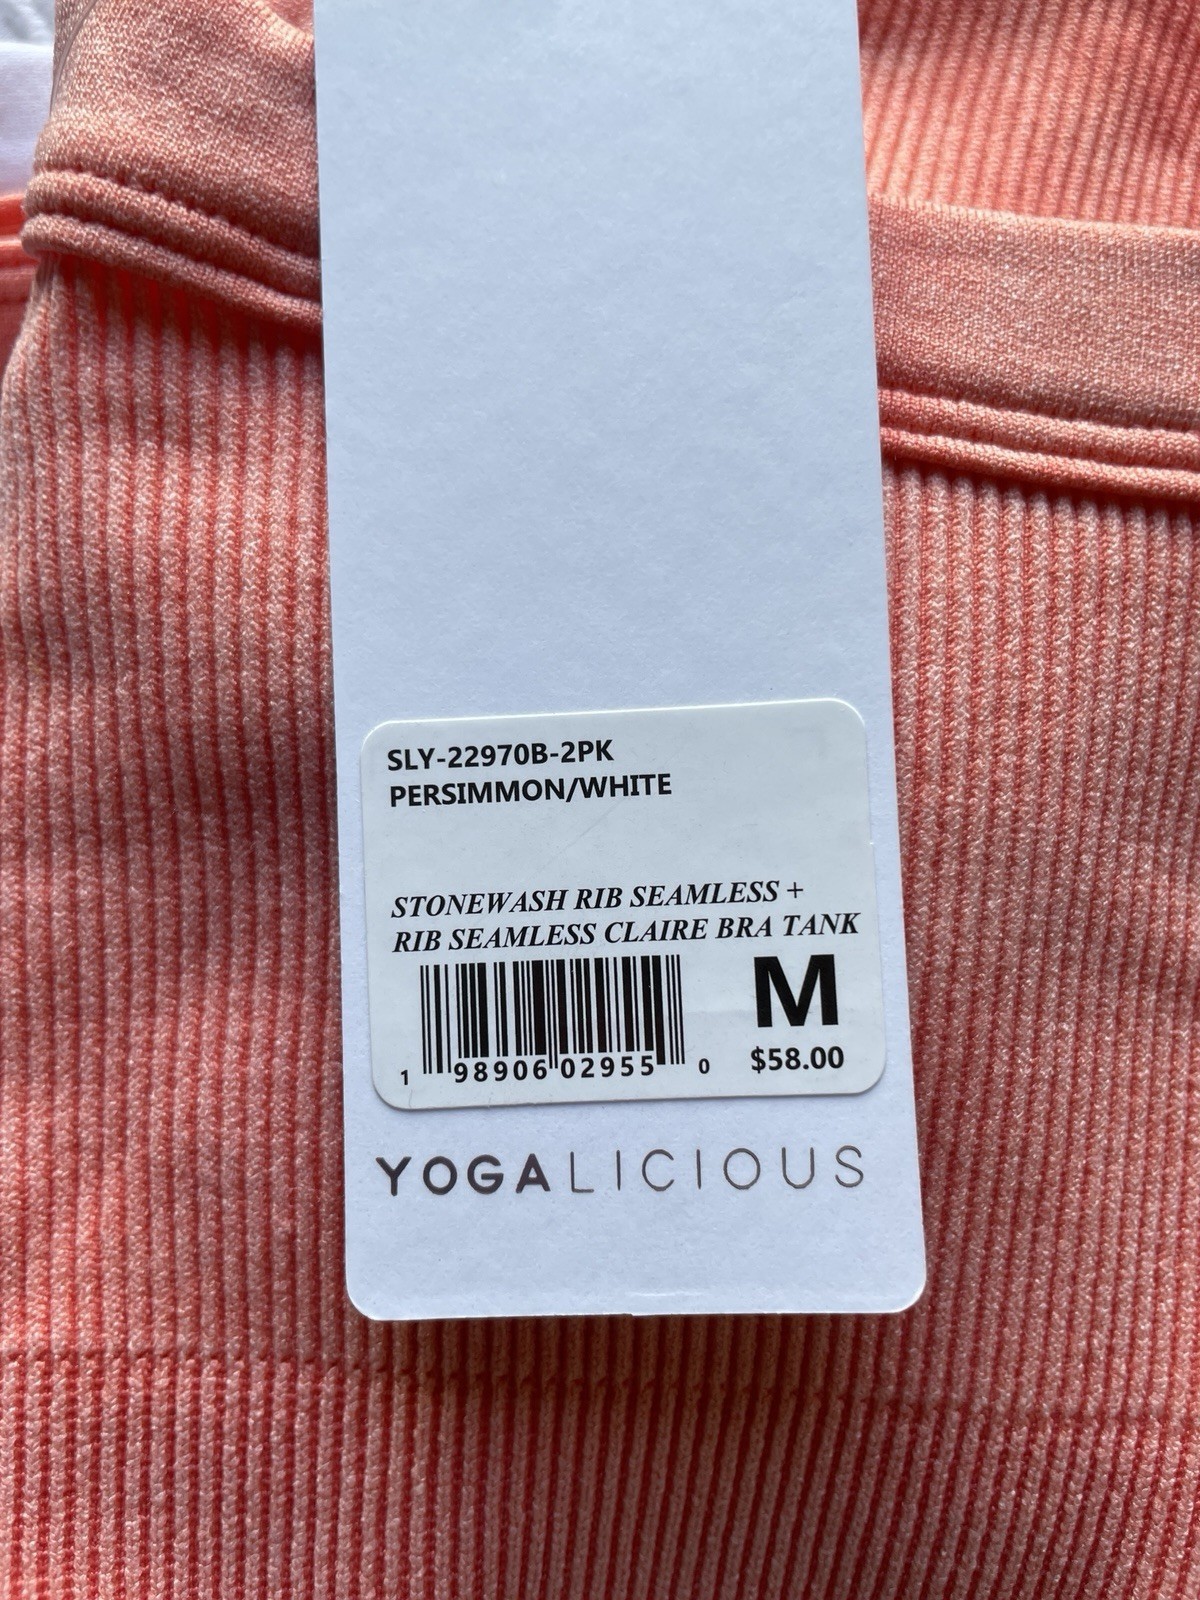 SLY-22970B-2PK
PERSIMMON/WHITE
STONEWASH RIB SEAMLESS +
RIB SEAMLESS CLAIRE BRA TANK
M
1 98906 02955 0
$58.00
YOGALICIOUS